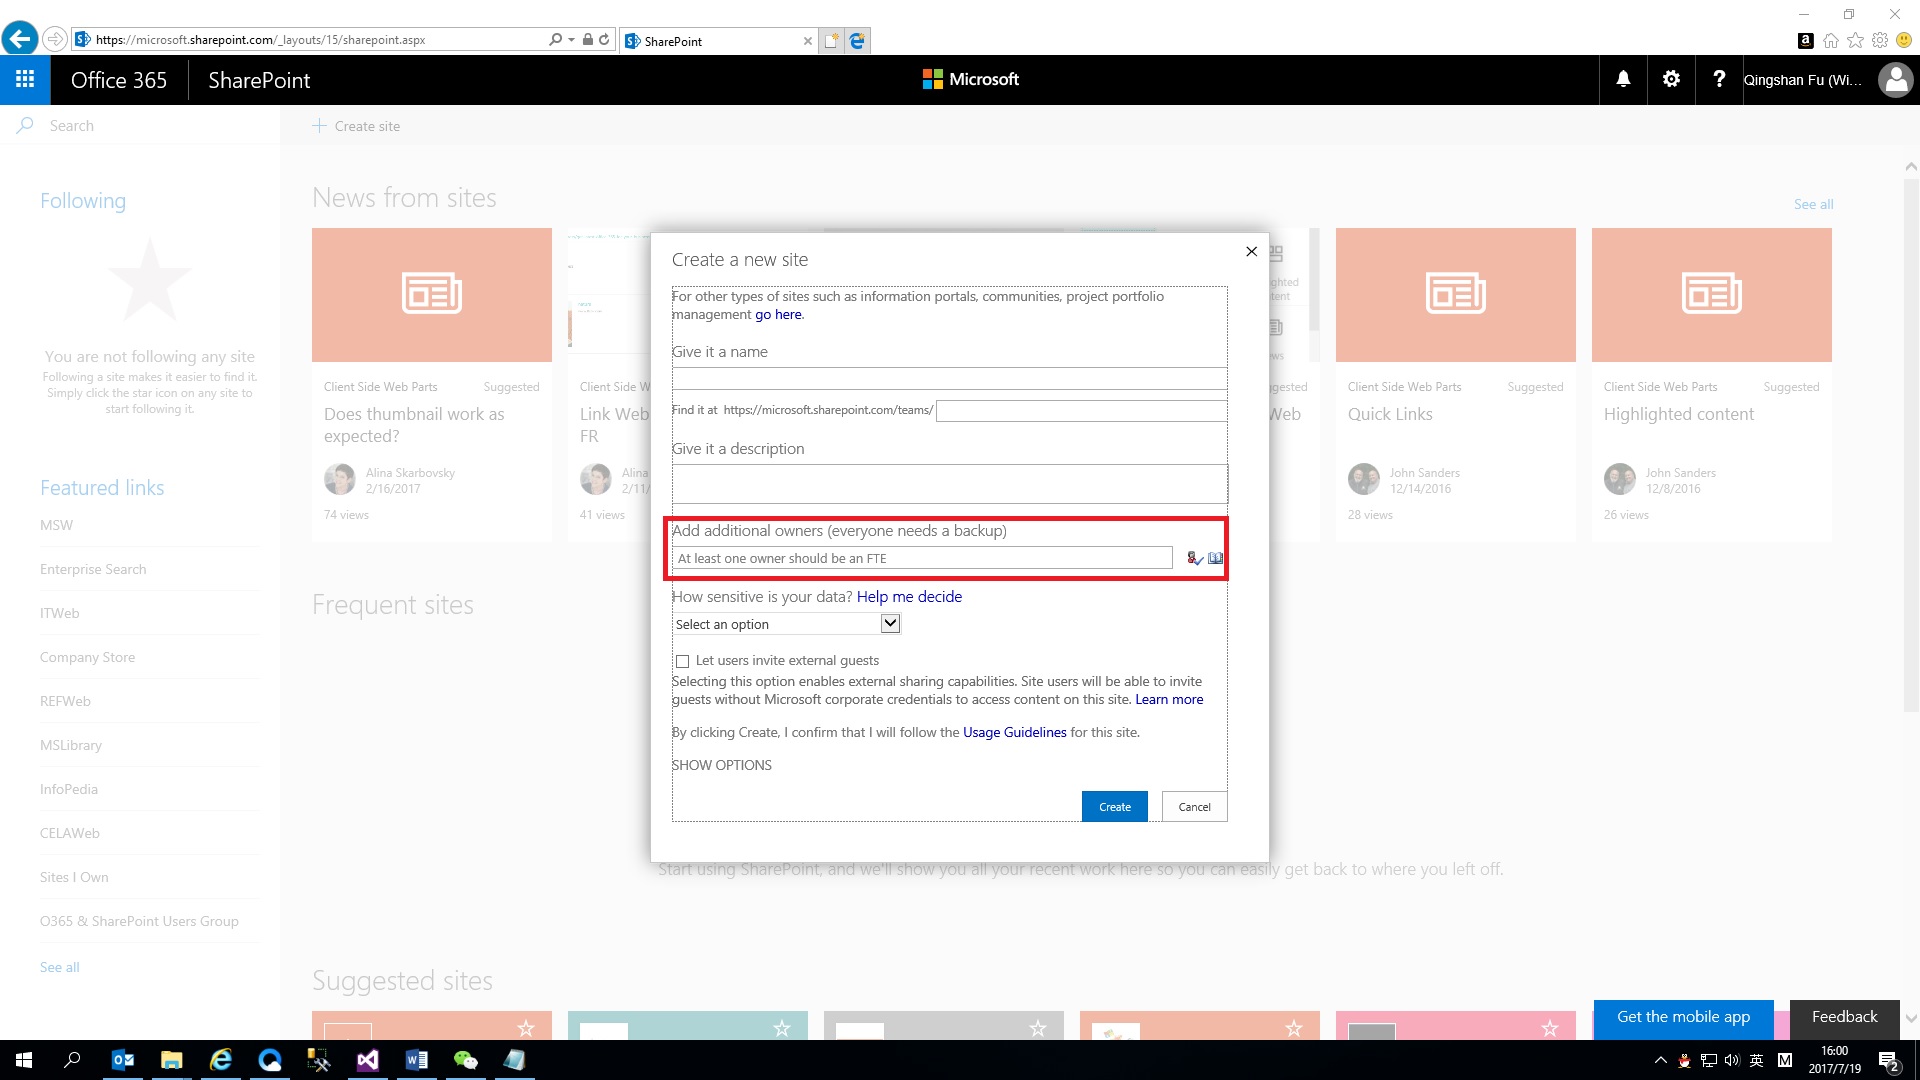 https://microsoft.sharepoint.com/_layouts/15/sharepoint.aspx
SharePoint
Office 365
SharePoint
Microsoft
Qingshan Fu (Wi...
Search
Create site
Following
You are not following any site
Following a site makes it easier to find it.
Simply click the star icon on any site to
start following it.
Featured links
MSW
Enterprise Search
ITWeb
Company Store
REFWeb
MSLibrary
InfoPedia
CELAWeb
Sites I Own
O365 & SharePoint Users Group
See all
News from sites
See all
Client Side Web Parts
Suggested
Does thumbnail work as
expected?
Alina Skarbovsky
2/16/2017
74 views
Client Side W
Link Web
FR
Alina
2/11/
41 views
Create a new site
For other types of sites such as information portals, communities, project portfolio
management go here.
Give it a name
Find it at https://microsoft.sharepoint.com/teams/
Give it a description
Add additional owners (everyone needs a backup)
At least one owner should be an FTE
How sensitive is your data? Help me decide
Select an option
Let users invite external guests
Selecting this option enables external sharing capabilities. Site users will be able to invite
guests without Microsoft corporate credentials to access content on this site. Learn more
By clicking Create, I confirm that I will follow the Usage Guidelines for this site.
SHOW OPTIONS
Create
Cancel
ghted
tent
ws
ggested
Web
Client Side Web Parts
Suggested
Quick Links
John Sanders
12/14/2016
28 views
Client Side Web Parts
Suggested
Highlighted content
John Sanders
12/8/2016
26 views
Frequent sites
Start using SharePoint, and we'll show you all your recent work here so you can easily get back to where you left off.
Suggested sites
Get the mobile app
Feedback
英
M
16:00
2017/7/19
2